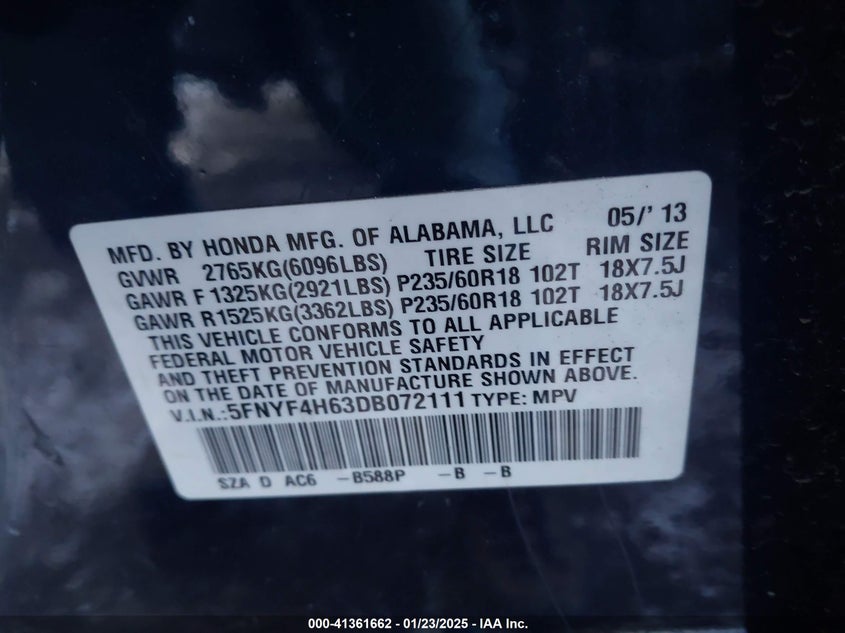 MFD. BY HONDA MFG. OF ALABAMA, LLC 05/' 13
GVWR 2765KG(6096LBS) TIRE SIZE RIM SIZE
GAWR F 1325KG(2921LBS) P235/60R18 102T 18X7.5J
GAWR R1525KG(3362LBS) P235/60R18 102T 18X7.5J
THIS VEHICLE CONFORMS TO ALL APPLICABLE
FEDERAL MOTOR VEHICLE SAFETY
AND THEFT PREVENTION STANDARDS IN EFFECT
ON THE DATE OF MANUFACTURE SHOWN ABOVE.
V.I.N.:5FNYF4H63DB072111 TYPE: MPV
SZA D AC6 -B588P -B -B
000-41361662 - 01/23/2025 - IAA Inc.